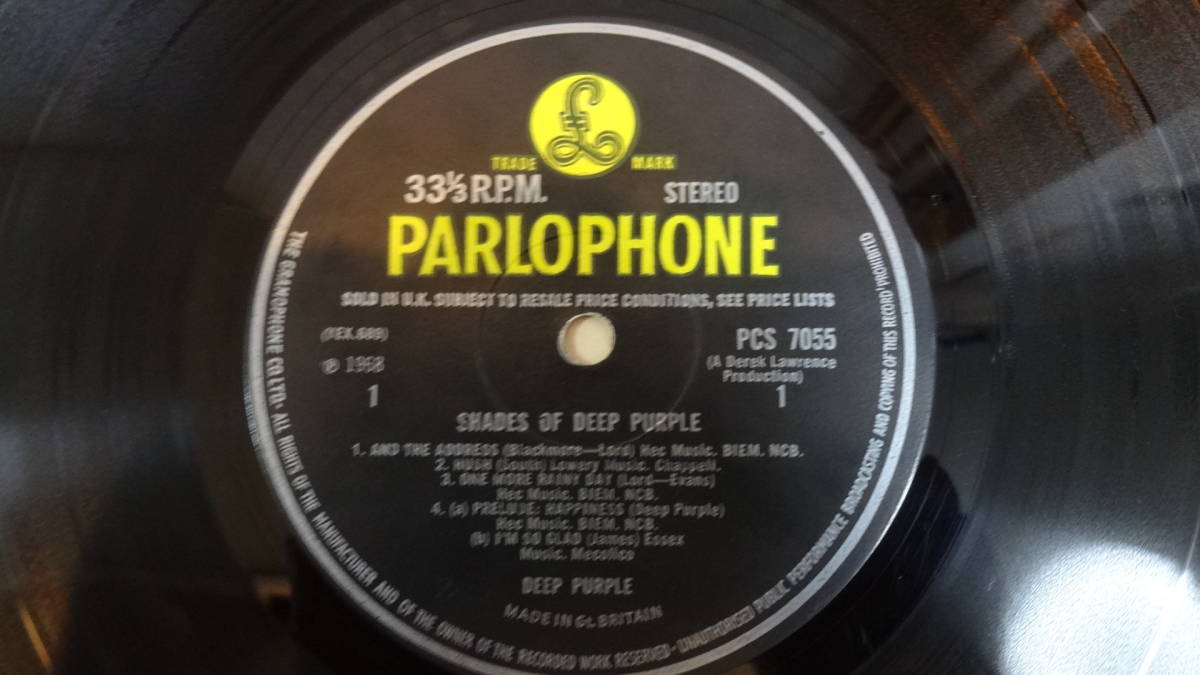 £
TRADE MARK
33⅓ R.P.M. STEREO
PARLOPHONE
SOLD IN U.K. SUBJECT TO RESALE PRICE CONDITIONS, SEE PRICE LISTS
(YEX.689) PCS 7055
℗ 1968 (A Derek Lawrence
Production)
1 1
SHADES OF DEEP PURPLE
1. AND THE ADDRESS (Blackmore—Lord) Hec Music. BIEM. NCB.
2. HUSH (South) Lowery Music. Chappell.
3. ONE MORE RAINY DAY (Lord—Evans)
Hec Music. BIEM. NCB.
4. (a) PRELUDE: HAPPINESS (Deep Purple)
Hec Music. BIEM. NCB.
(b) I'M SO GLAD (James) Essex
Music. Mecolico
DEEP PURPLE
MADE IN GT. BRITAIN
THE GRAMOPHONE CO. LTD. ALL RIGHTS OF THE MANUFACTURER AND OF THE OWNER OF THE RECORDED WORK RESERVED · UNAUTHORISED PUBLIC PERFORMANCE BROADCASTING AND COPYING OF THIS RECORD PROHIBITED